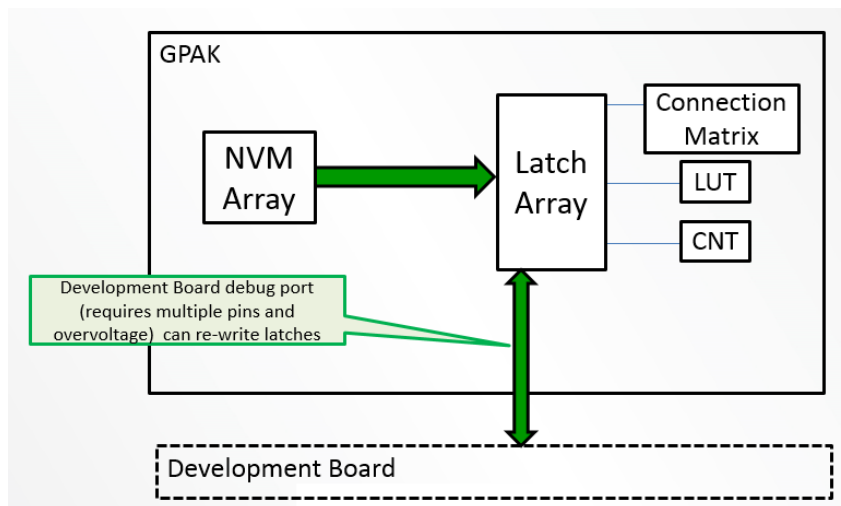 GPAK
NVM
Array
Latch
Array
Connection
Matrix
LUT
CNT
Development Board debug port
(requires multiple pins and
overvoltage)  can re-write latches
Development Board